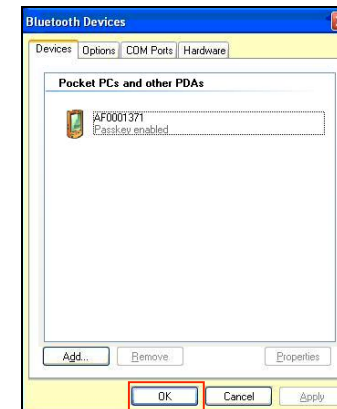 Bluetooth Devices
Devices Options COM Ports Hardware
Pocket PCs and other PDAs
AF0001371
Passkey enabled
Add... Remove Properties
OK Cancel Apply